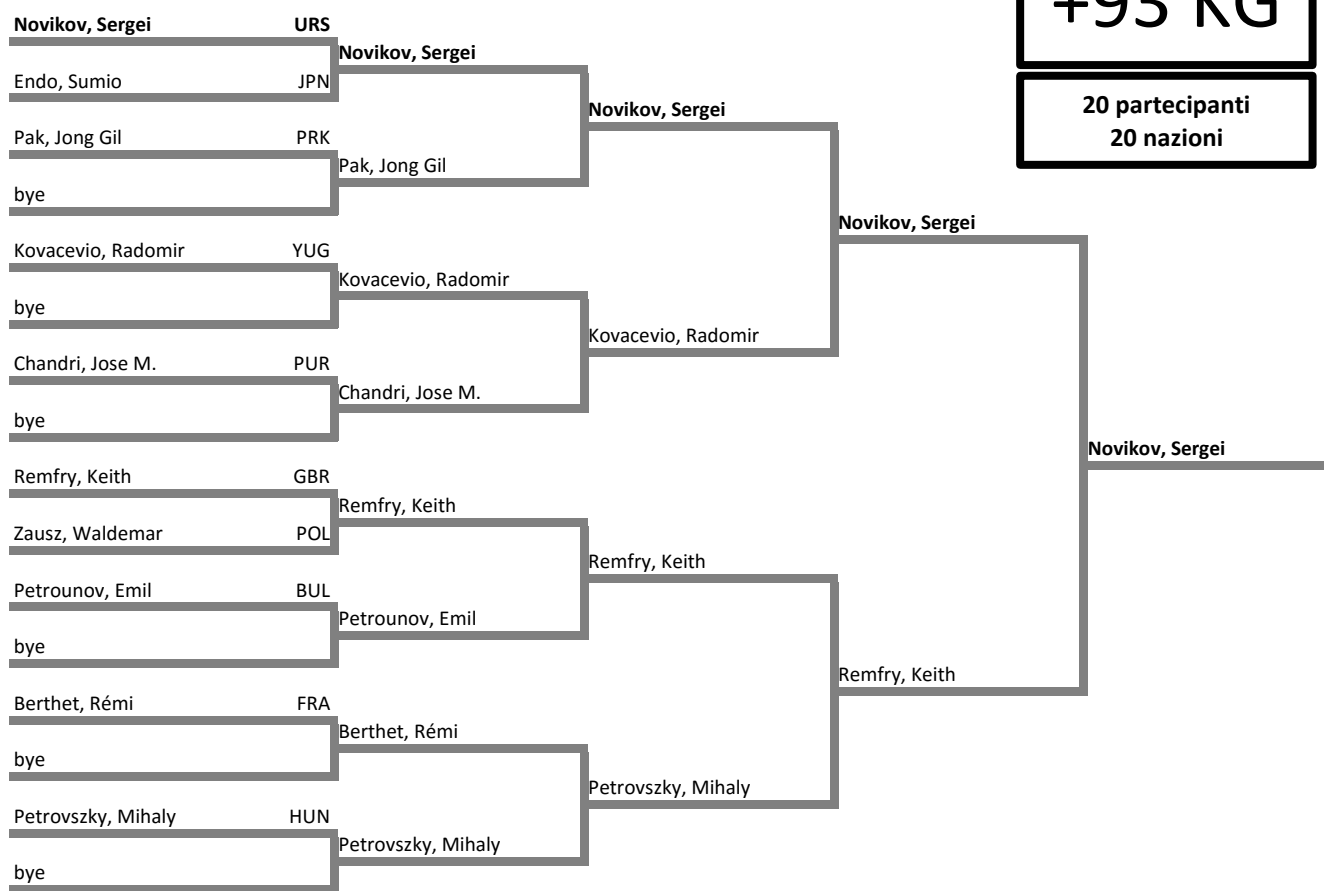 +93 KG
20 partecipanti
20 nazioni
Novikov, Sergei URS
Endo, Sumio JPN
Pak, Jong Gil PRK
bye
Kovacevio, Radomir YUG
bye
Chandri, Jose M. PUR
bye
Remfry, Keith GBR
Zausz, Waldemar POL
Petrounov, Emil BUL
bye
Berthet, Rémi FRA
bye
Petrovszky, Mihaly HUN
bye
Novikov, Sergei
Pak, Jong Gil
Kovacevio, Radomir
Chandri, Jose M.
Remfry, Keith
Petrounov, Emil
Berthet, Rémi
Petrovszky, Mihaly
Novikov, Sergei
Kovacevio, Radomir
Remfry, Keith
Petrovszky, Mihaly
Novikov, Sergei
Remfry, Keith
Novikov, Sergei